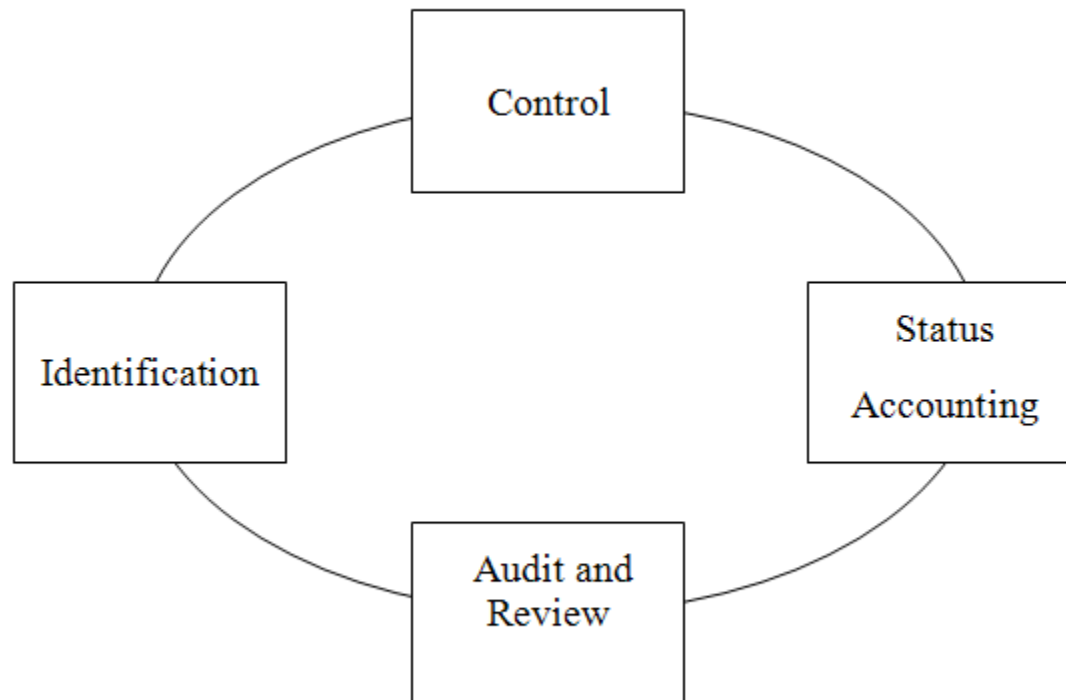 Control
Identification
Status
Accounting
Audit and
Review